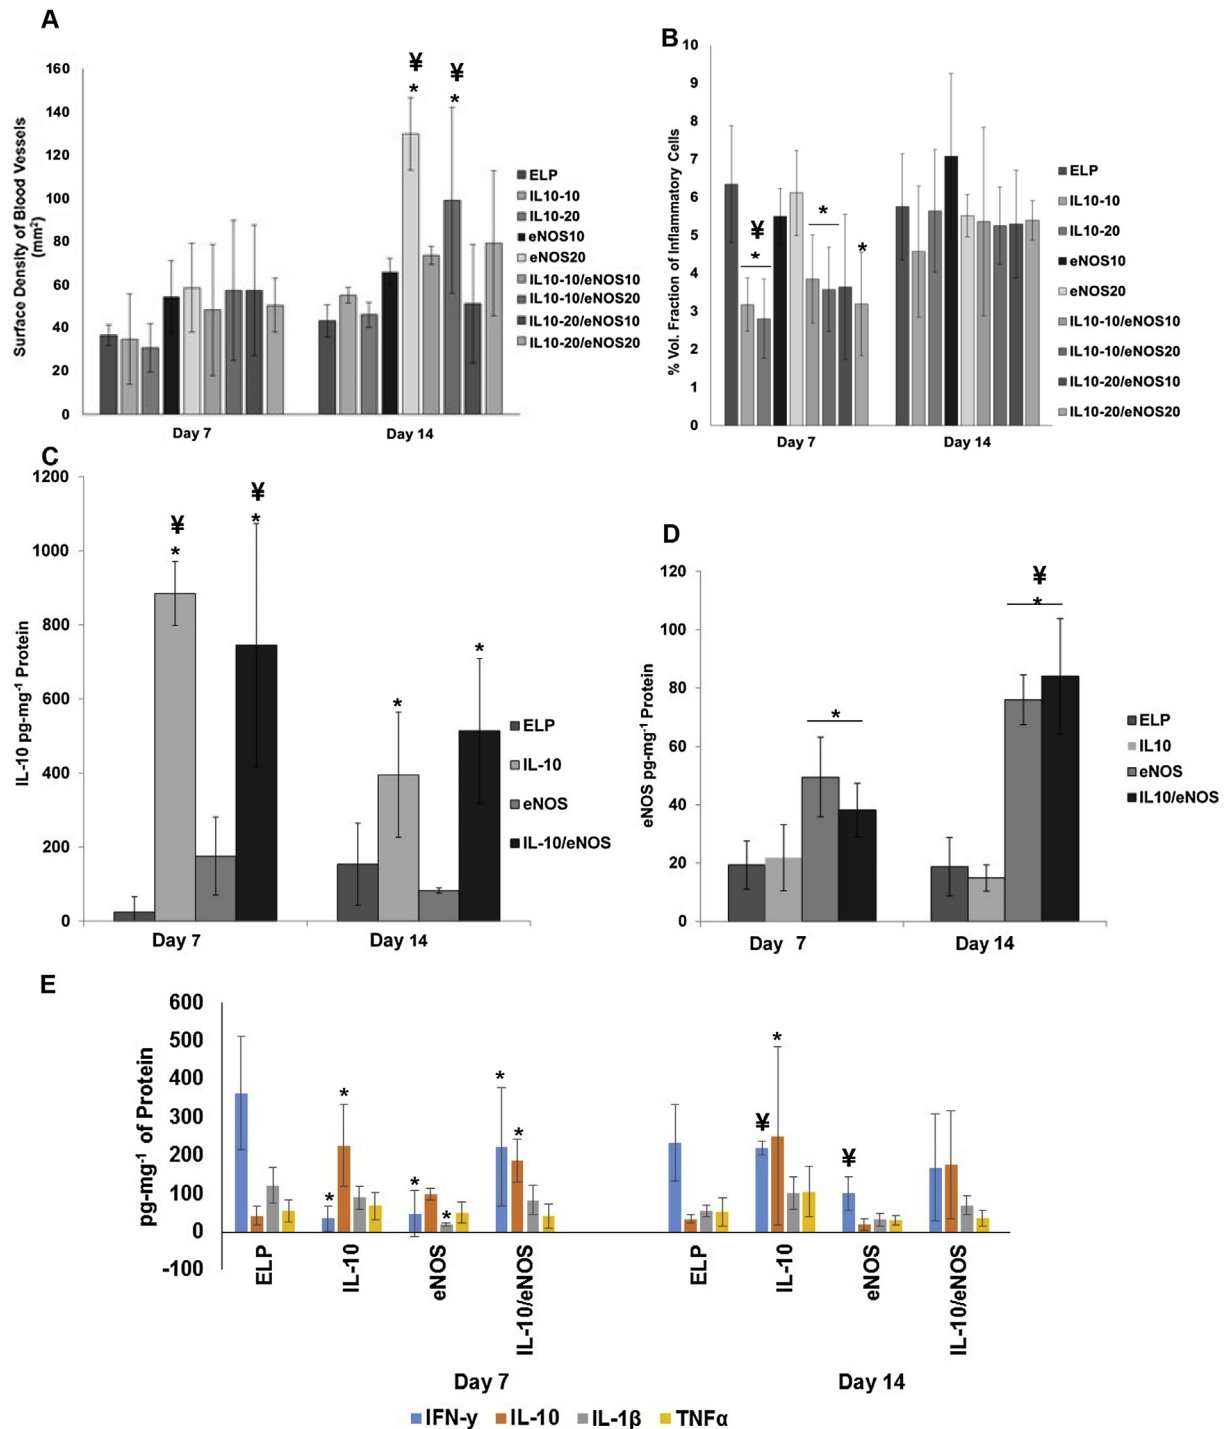 A
Surface Density of Blood Vessels
(mm²)
160
140
120
100
80
60
40
20
0
¥
*
¥
*
Day 7
Day 14
ELP
IL10-10
IL10-20
eNOS10
eNOS20
IL10-10/eNOS10
IL10-10/eNOS20
IL10-20/eNOS10
IL10-20/eNOS20
B
% Vol. Fraction of Inflammatory Cells
10
9
8
7
6
5
4
3
2
1
0
¥
*
*
*
Day 7
Day 14
ELP
IL10-10
IL10-20
eNOS10
eNOS20
IL10-10/eNOS10
IL10-10/eNOS20
IL10-20/eNOS10
IL10-20/eNOS20
C
IL-10 pg-mg⁻¹ Protein
1200
1000
800
600
400
200
0
¥
*
¥
*
*
*
Day 7
Day 14
ELP
IL-10
eNOS
IL-10/eNOS
D
eNOS pg-mg⁻¹ Protein
120
100
80
60
40
20
0
*
¥
*
Day 7
Day 14
ELP
IL10
eNOS
IL10/eNOS
E
pg-mg⁻¹ of Protein
600
500
400
300
200
100
0
-100
*
*
*
*
*
*
¥
*
¥
ELP
IL-10
eNOS
IL-10/eNOS
ELP
IL-10
eNOS
IL-10/eNOS
Day 7
Day 14
IFN-y
IL-10
IL-1β
TNFα